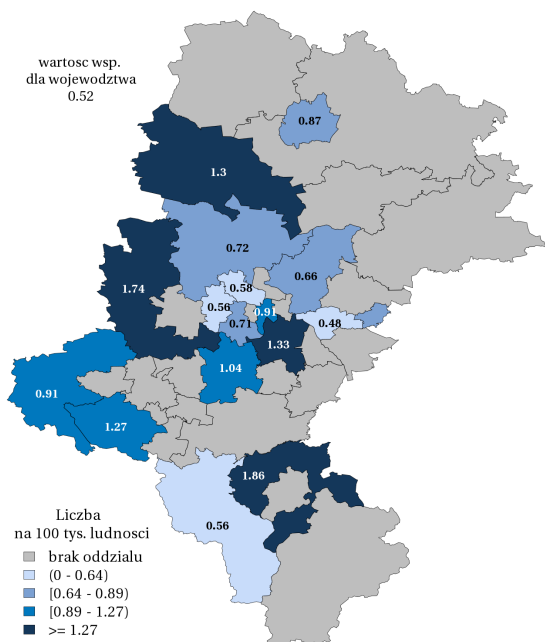 wartosc wsp.
dla wojewodztwa
0.52
0.87
1.3
0.72
0.66
1.74
0.58
0.56
0.91
0.71
0.48
1.33
1.04
0.91
1.27
1.86
0.56
Liczba
na 100 tys. ludnosci
brak oddzialu
(0 - 0.64)
[0.64 - 0.89)
[0.89 - 1.27)
>= 1.27